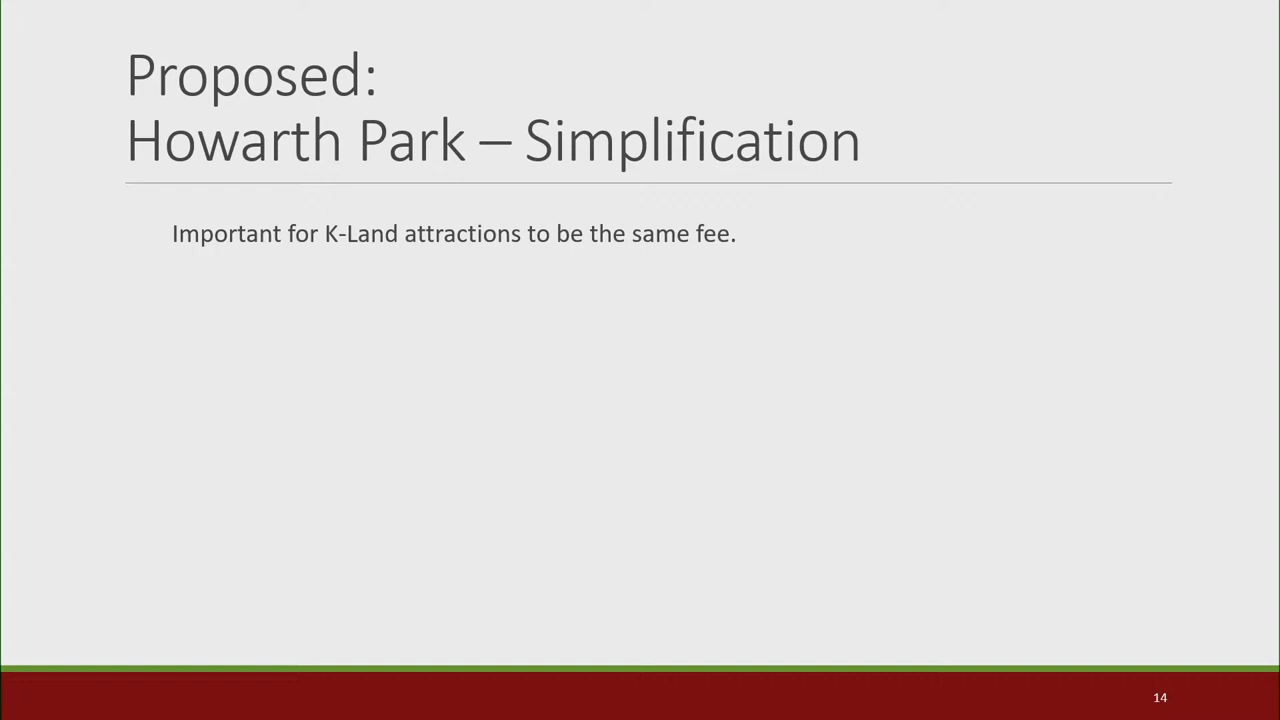 Proposed:
Howarth Park – Simplification
Important for K-Land attractions to be the same fee.
14